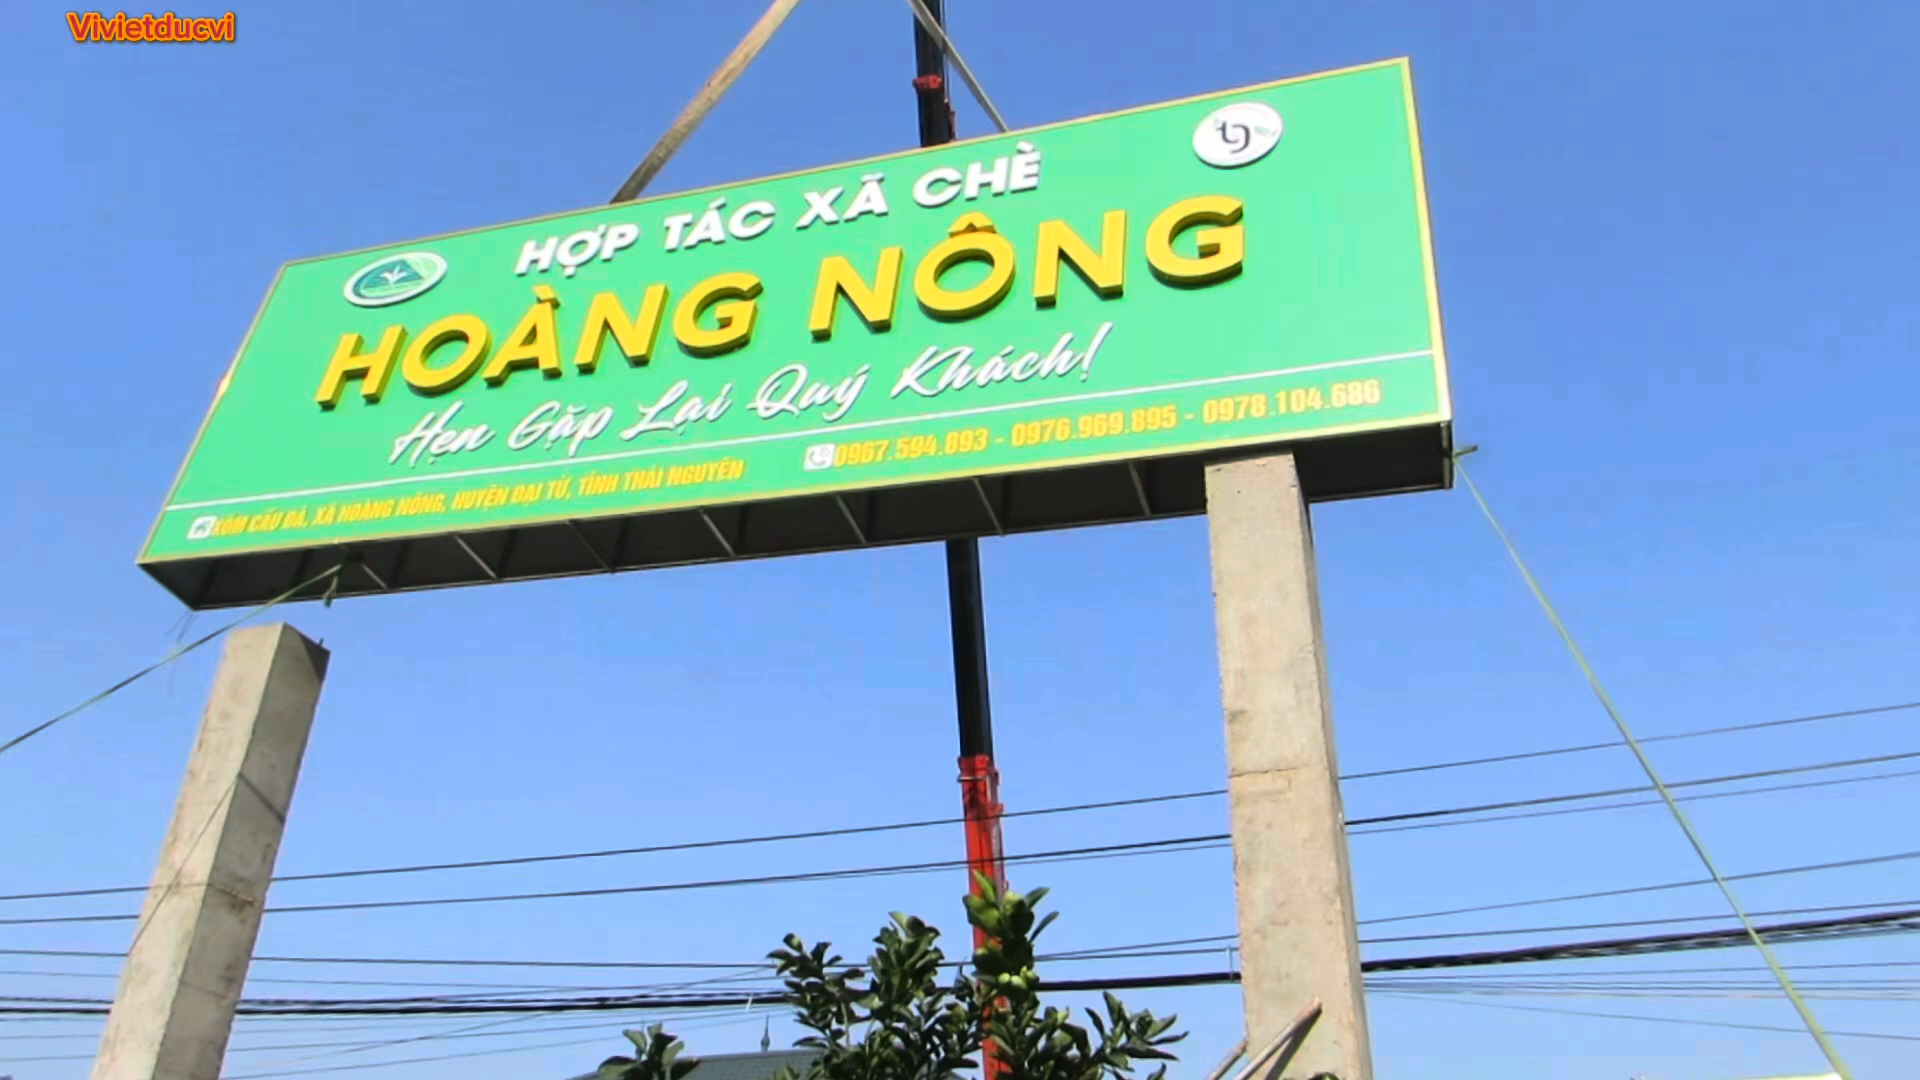 Vivietducvi
HỢP TÁC XÃ CHÈ
HOÀNG NÔNG
Hẹn Gặp Lại Quý Khách!
XÓM CẦU ĐÁ, XÃ HOÀNG NÔNG, HUYỆN ĐẠI TỪ, TỈNH THÁI NGUYÊN
0967.594.893 - 0976.969.895 - 0978.104.686